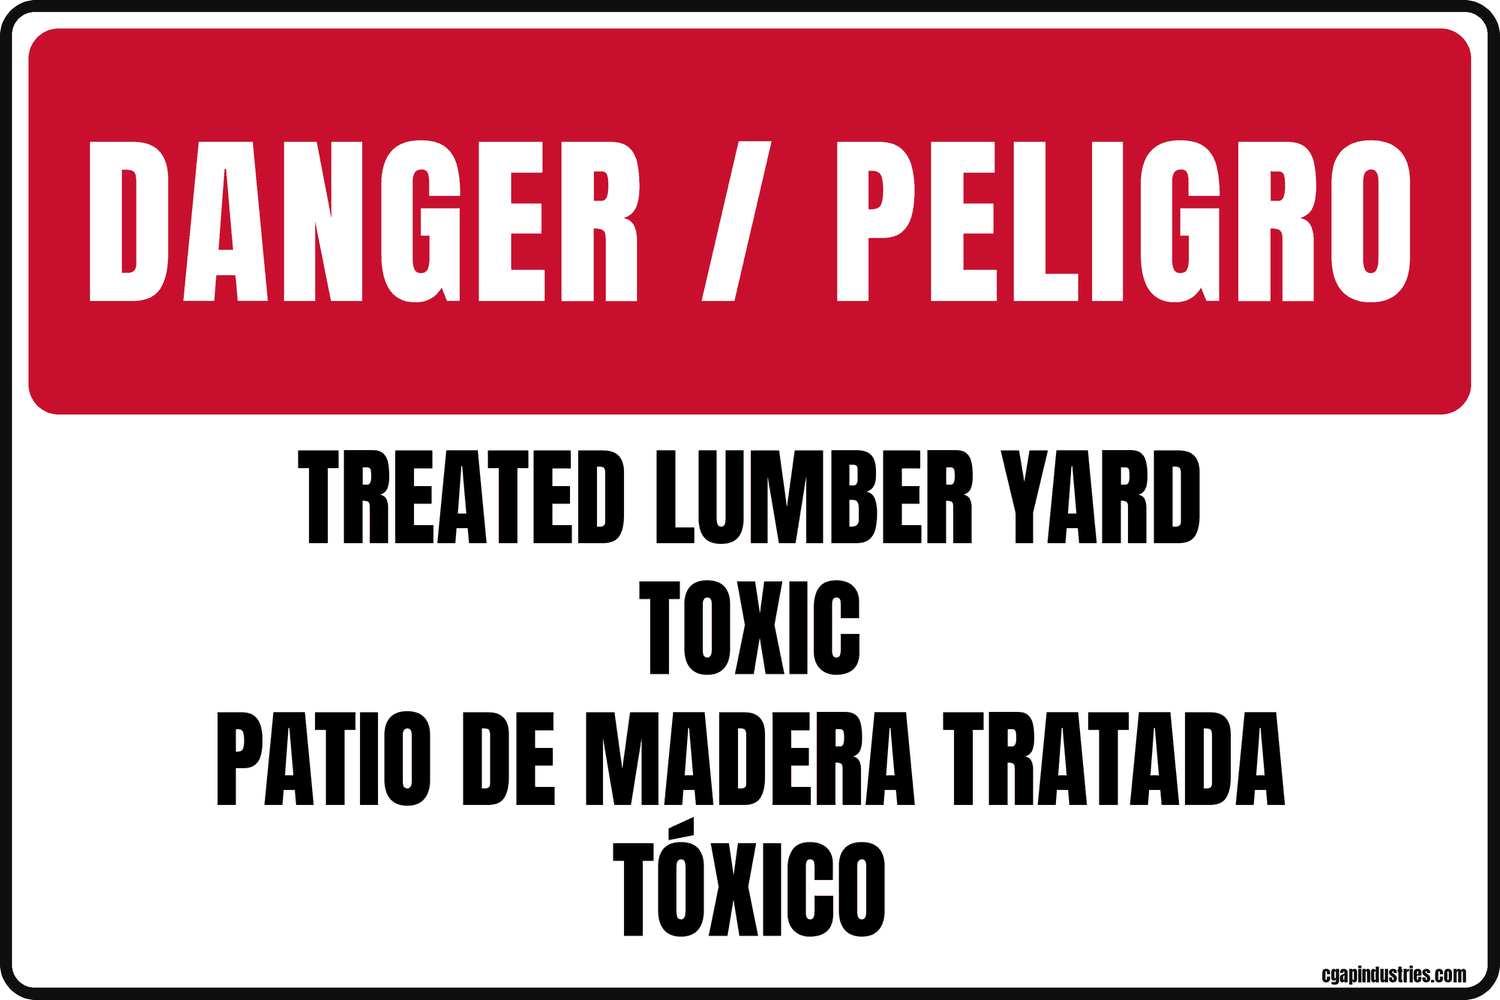 DANGER / PELIGRO
TREATED LUMBER YARD
TOXIC
PATIO DE MADERA TRATADA
TÓXICO
cgapindustries.com